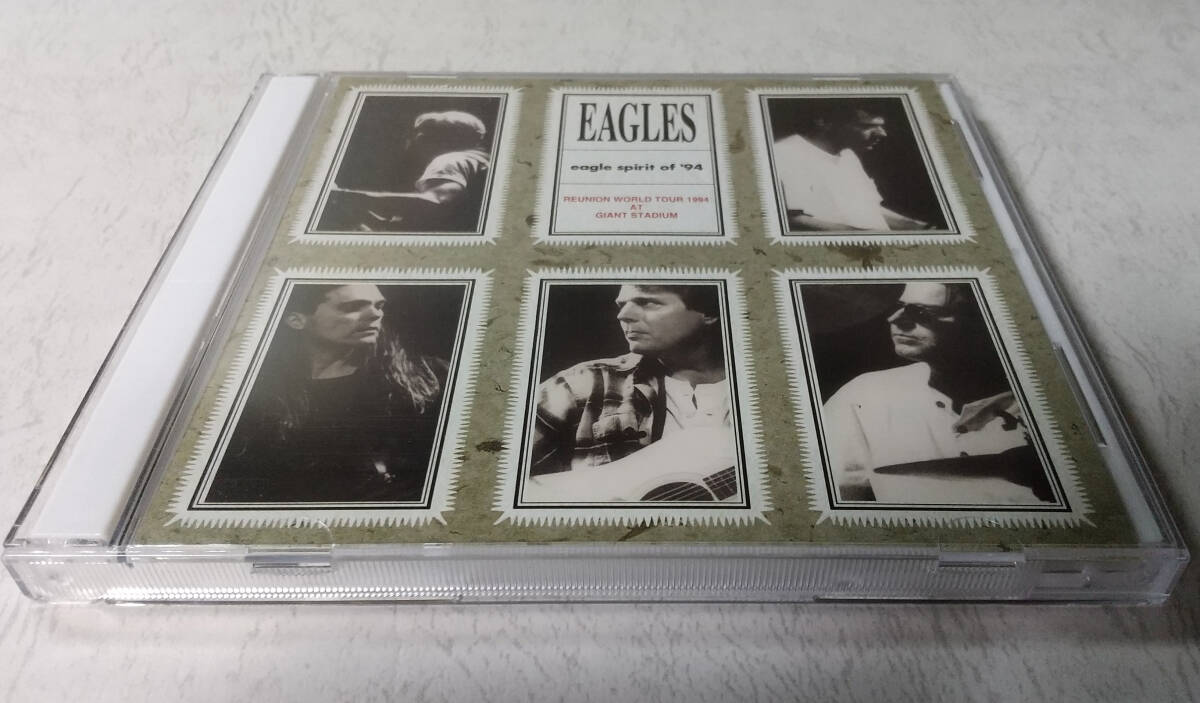 EAGLES
eagle spirit of '94
REUNION WORLD TOUR 1994
AT
GIANT STADIUM